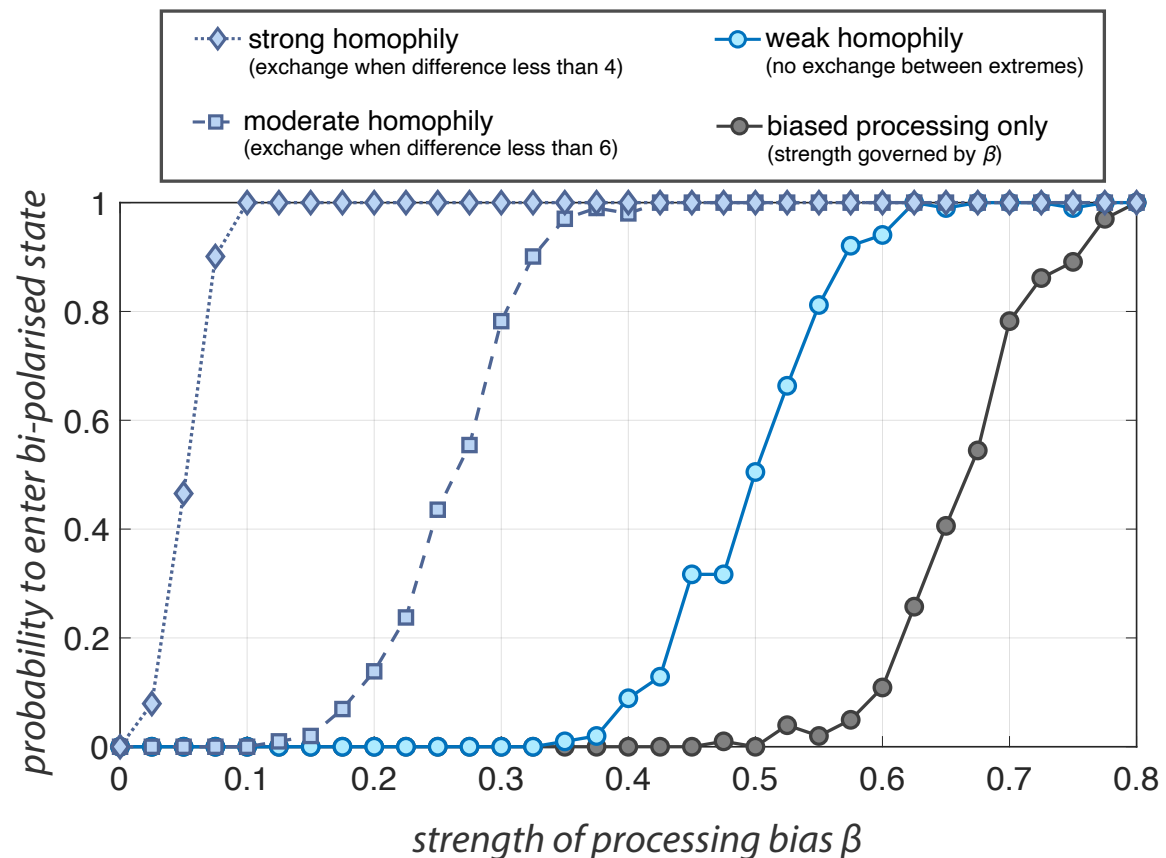 strong homophily
(exchange when difference less than 4)
weak homophily
(no exchange between extremes)
moderate homophily
(exchange when difference less than 6)
biased processing only
(strength governed by β)
probability to enter bi-polarised state
1
0.8
0.6
0.4
0.2
0
0 0.1 0.2 0.3 0.4 0.5 0.6 0.7 0.8
strength of processing bias β